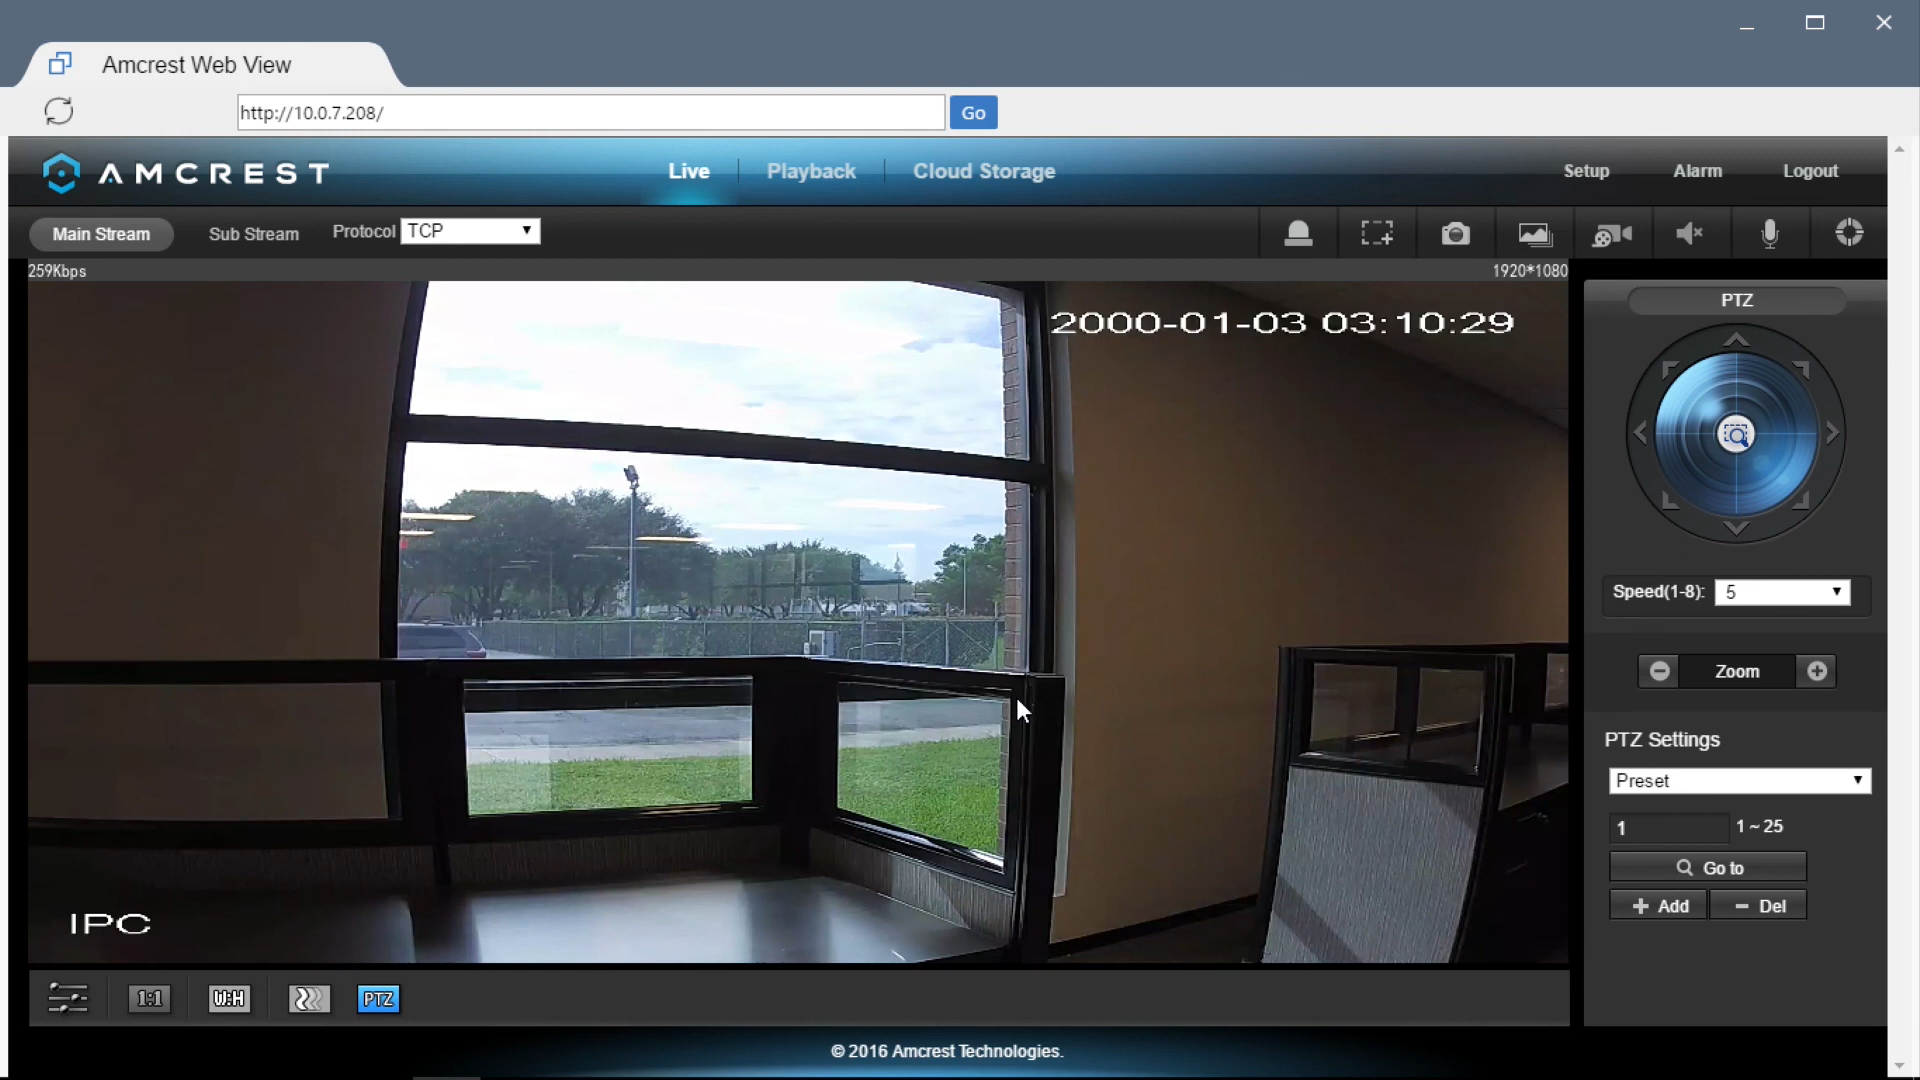 Amcrest Web View
http://10.0.7.208/
Go
AMCREST
Live
Playback
Cloud Storage
Setup
Alarm
Logout
Main Stream
Sub Stream
Protocol
TCP
259Kbps
1920*1080
2000-01-03 03:10:29
IPC
PTZ
Speed(1-8):
5
Zoom
PTZ Settings
Preset
1
1 ~ 25
Go to
Add
Del
1:1
W:H
PTZ
© 2016 Amcrest Technologies.